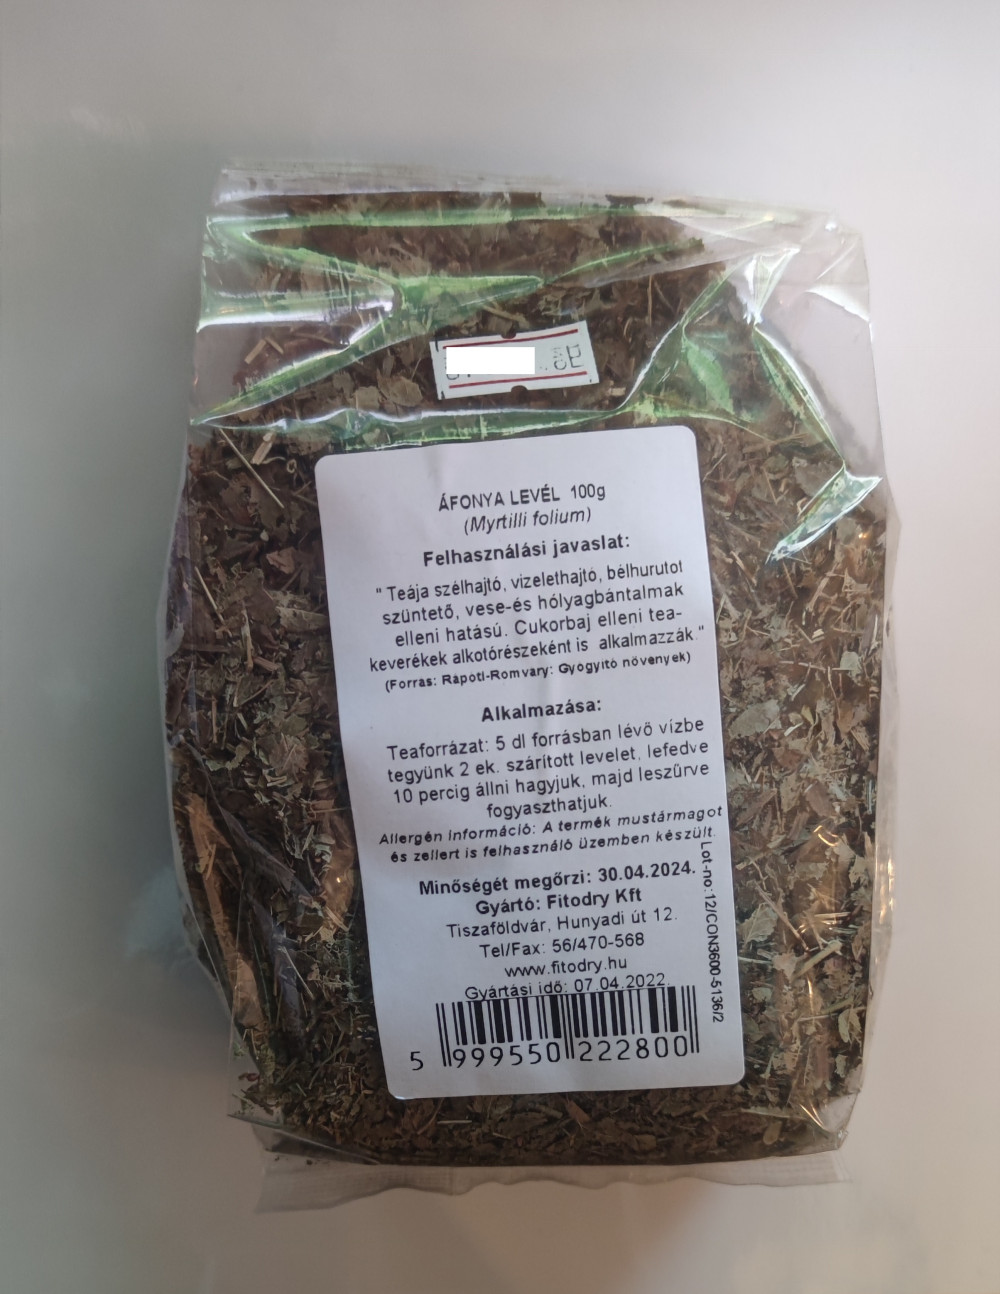 ÁFONYA LEVÉL 100g
(Myrtilli folium)
Felhasználási javaslat:
" Teája szélhajtó, vizelethajtó, bélhurutot
szüntető, vese-és hólyagbántalmak
elleni hatású. Cukorbaj elleni tea-
keverékek alkotórészeként is alkalmazzák."
(Forrás: Rápóti-Romváry: Gyógyító növények)
Alkalmazása:
Teaforrázat: 5 dl forrásban lévő vízbe
tegyünk 2 ek. szárított levelet, lefedve
10 percig állni hagyjuk, majd leszűrve
fogyaszthatjuk.
Allergén információ: A termék mustármagot
és zellert is felhasználó üzemben készült.
Minőségét megőrzi: 30.04.2024.
Gyártó: Fitodry Kft
Tiszaföldvár, Hunyadi út 12.
Tel/Fax: 56/470-568
www.fitodry.hu
Gyártási idő: 07.04.2022.
Lot-no:12/CON3600-5136/2
5 999550 222800